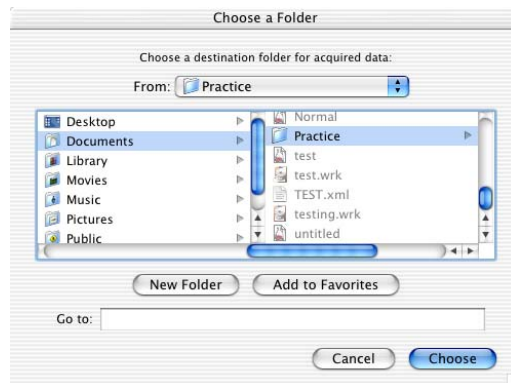 Choose a Folder
Choose a destination folder for acquired data:
From: Practice
Desktop
Documents
Library
Movies
Music
Pictures
Public
Normal
Practice
test
test.wrk
TEST.xml
testing.wrk
untitled
New Folder
Add to Favorites
Go to:
Cancel
Choose